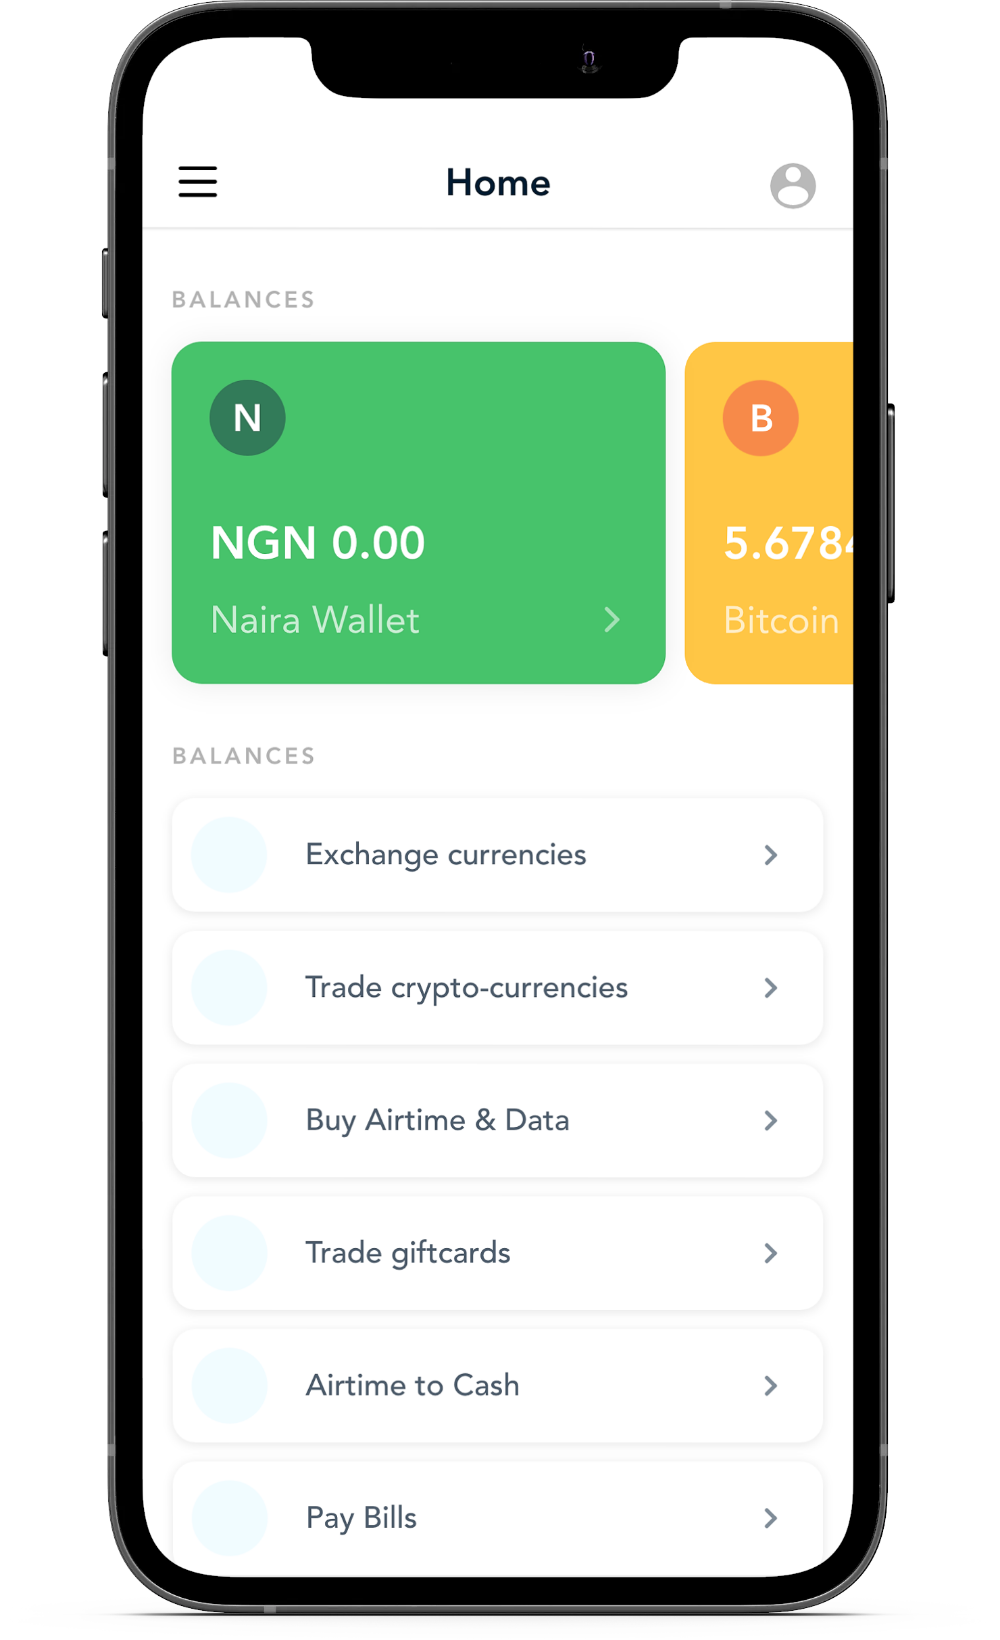 Home
BALANCES
N
NGN 0.00
Naira Wallet
B
5.678
Bitcoin
BALANCES
Exchange currencies
Trade crypto-currencies
Buy Airtime & Data
Trade giftcards
Airtime to Cash
Pay Bills